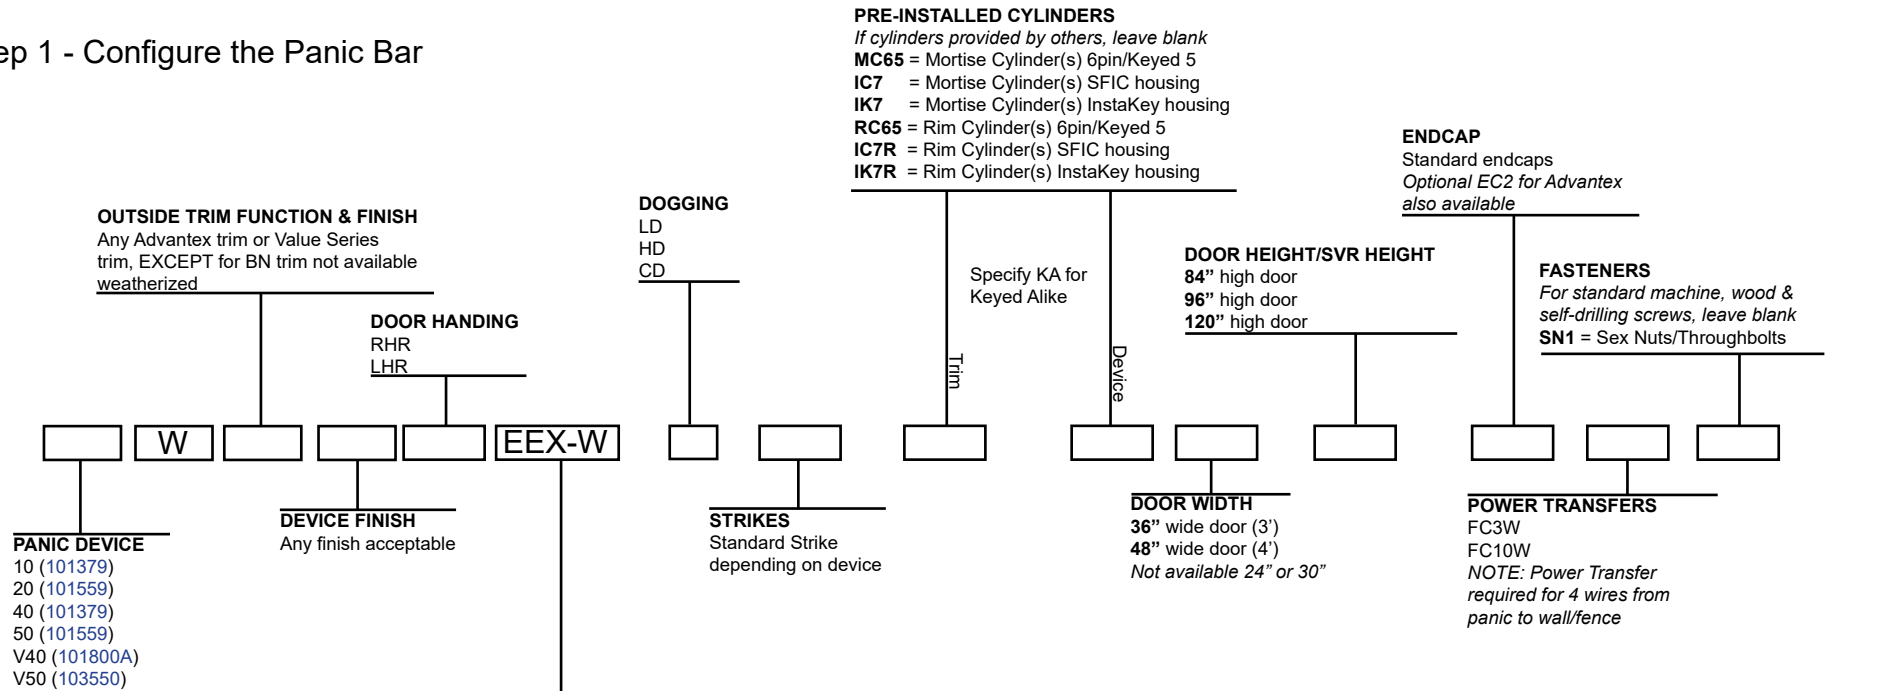 ep 1 - Configure the Panic Bar
PRE-INSTALLED CYLINDERS
If cylinders provided by others, leave blank
MC65 = Mortise Cylinder(s) 6pin/Keyed 5
IC7 = Mortise Cylinder(s) SFIC housing
IK7 = Mortise Cylinder(s) InstaKey housing
RC65 = Rim Cylinder(s) 6pin/Keyed 5
IC7R = Rim Cylinder(s) SFIC housing
IK7R = Rim Cylinder(s) InstaKey housing
ENDCAP
Standard endcaps
Optional EC2 for Advantex
also available
OUTSIDE TRIM FUNCTION & FINISH
Any Advantex trim or Value Series
trim, EXCEPT for BN trim not available
weatherized
DOGGING
LD
HD
CD
DOOR HANDING
RHR
LHR
Specify KA for
Keyed Alike
Trim
Device
DOOR HEIGHT/SVR HEIGHT
84” high door
96” high door
120” high door
FASTENERS
For standard machine, wood &
self-drilling screws, leave blank
SN1 = Sex Nuts/Throughbolts
W
EEX-W
PANIC DEVICE
10 (101379)
20 (101559)
40 (101379)
50 (101559)
V40 (101800A)
V50 (103550)
DEVICE FINISH
Any finish acceptable
STRIKES
Standard Strike
depending on device
DOOR WIDTH
36” wide door (3’)
48” wide door (4’)
Not available 24” or 30”
POWER TRANSFERS
FC3W
FC10W
NOTE: Power Transfer
required for 4 wires from
panic to wall/fence